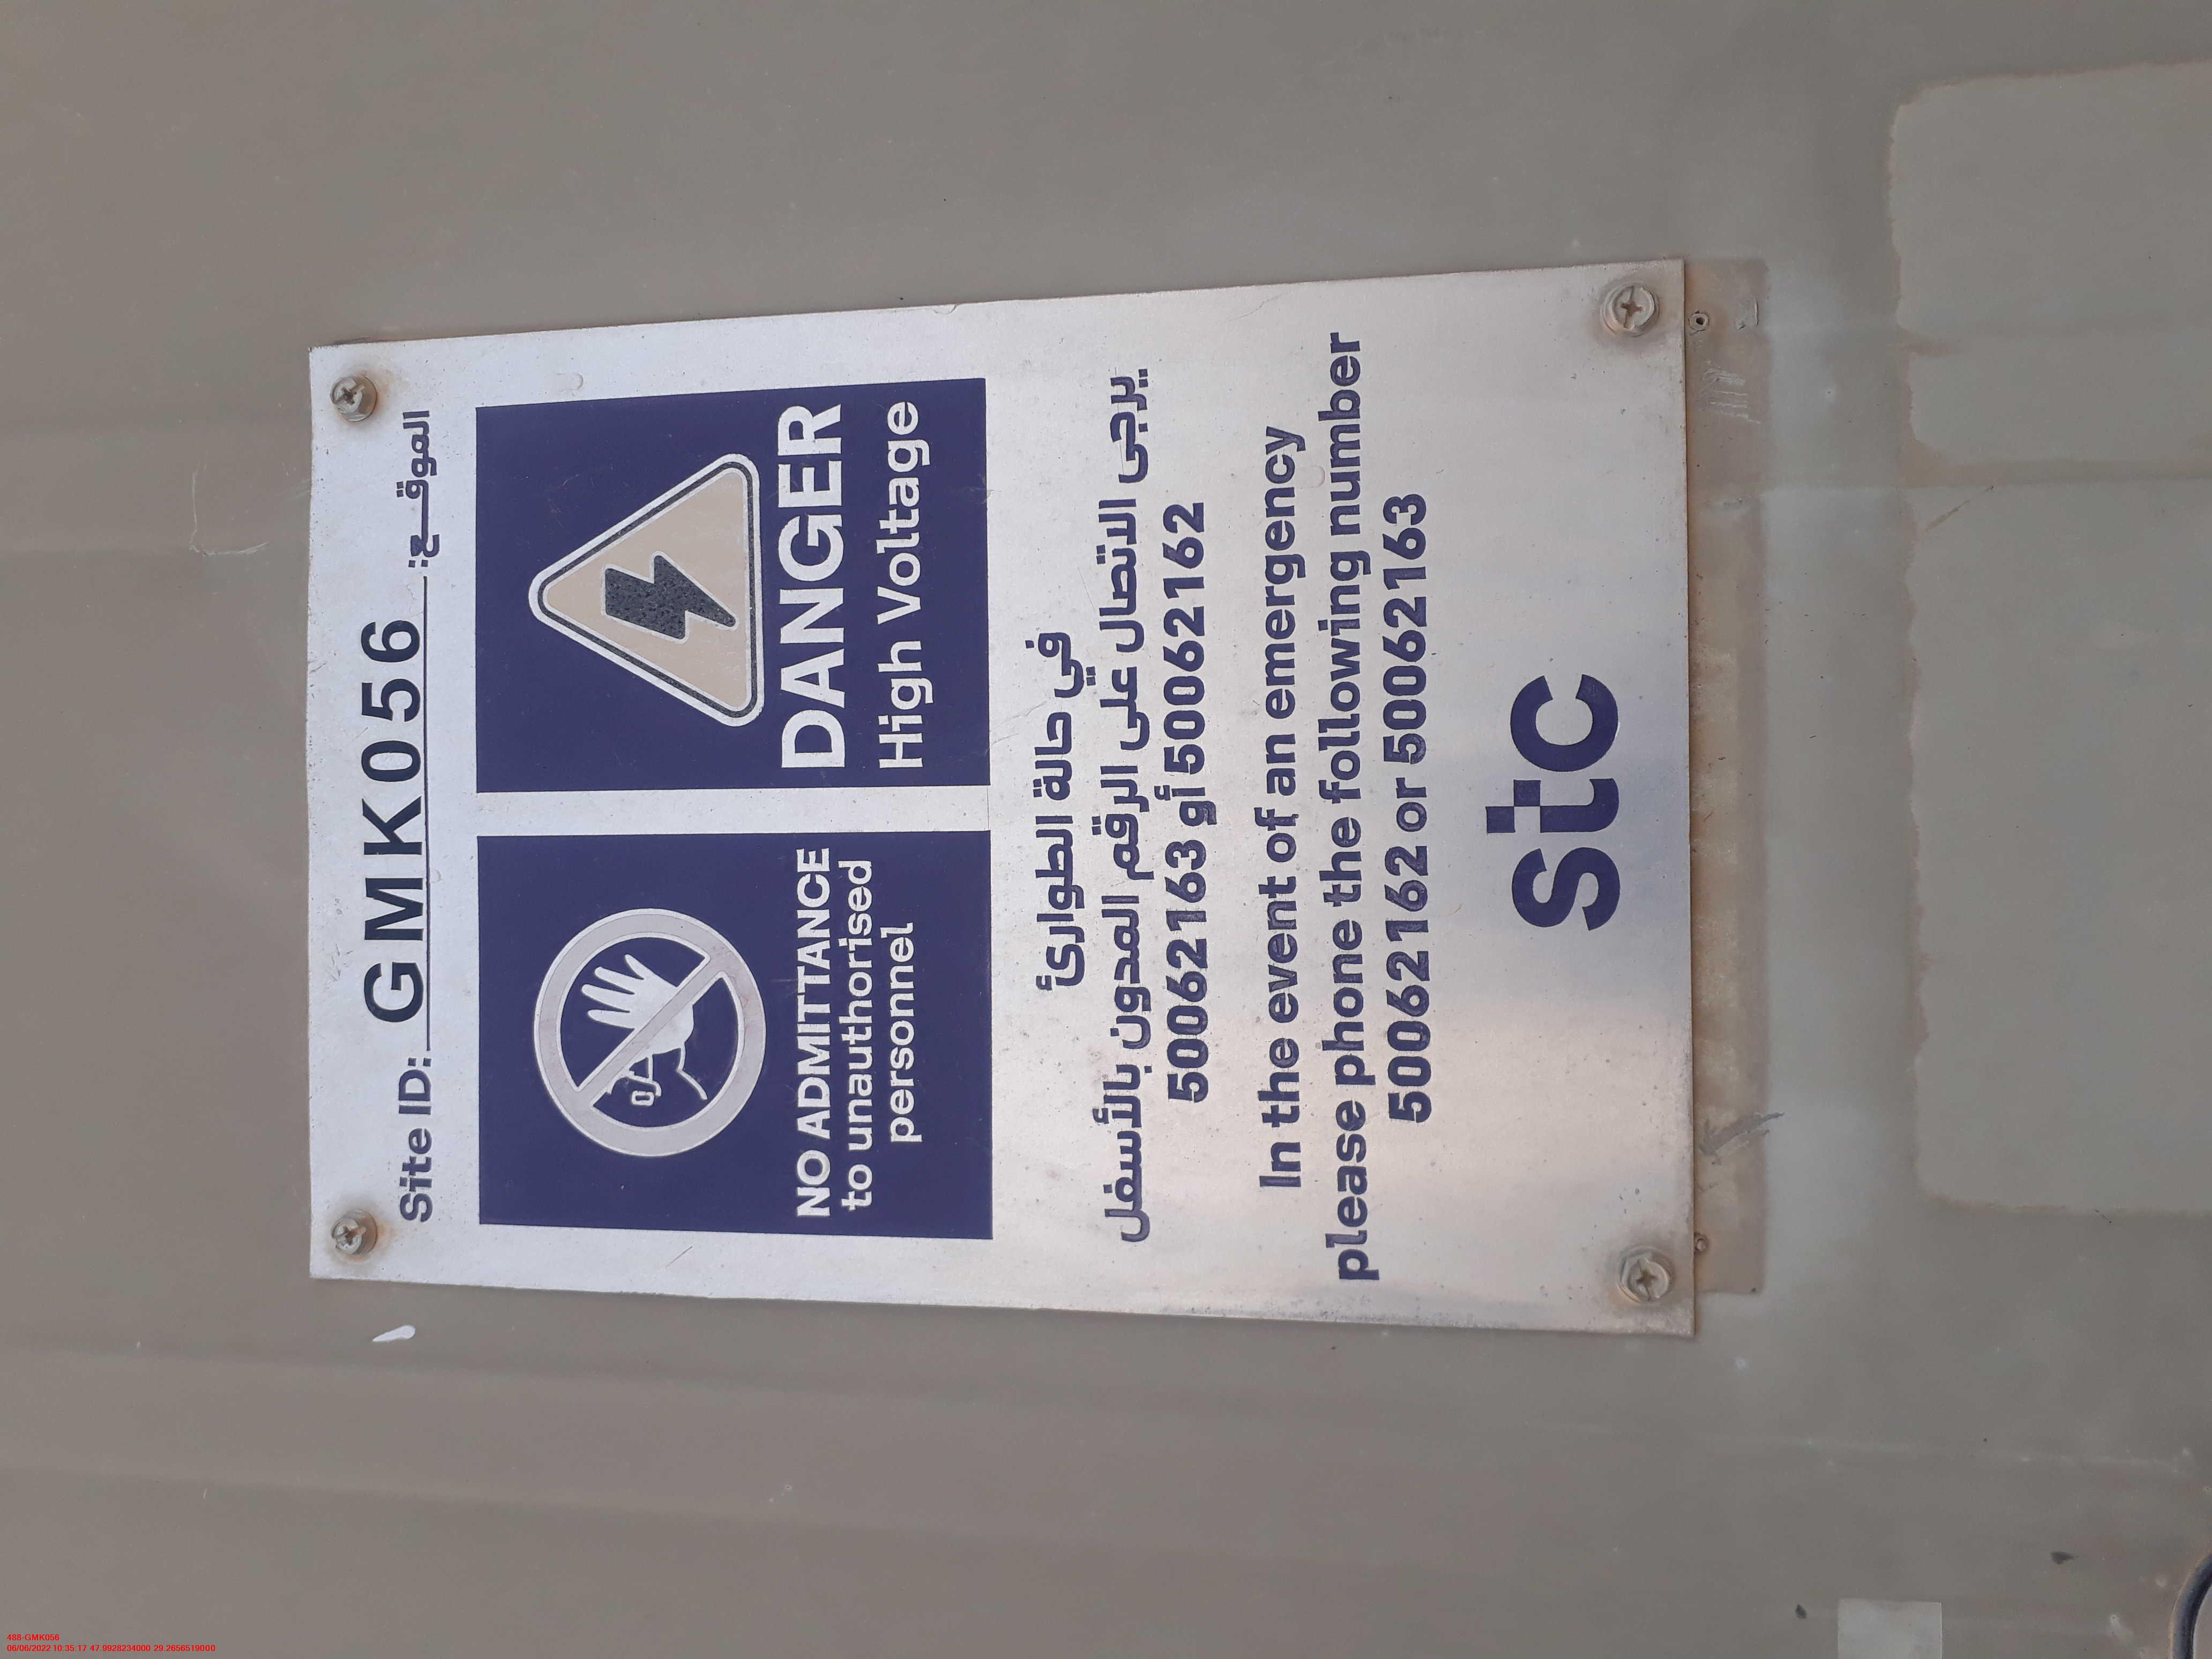 Site ID: GMK056 الموقـــع:
NO ADMITTANCE
to unauthorised
personnel
DANGER
High Voltage
في حالة الطوارئ
يرجى الاتصال على الرقم المدون بالأسفل
50062162 أو 50062163
In the event of an emergency
please phone the following number
50062162 or 50062163
stc
488-GMK056
06/06/2022 10:35:17 47.9928234000 29.2656519000